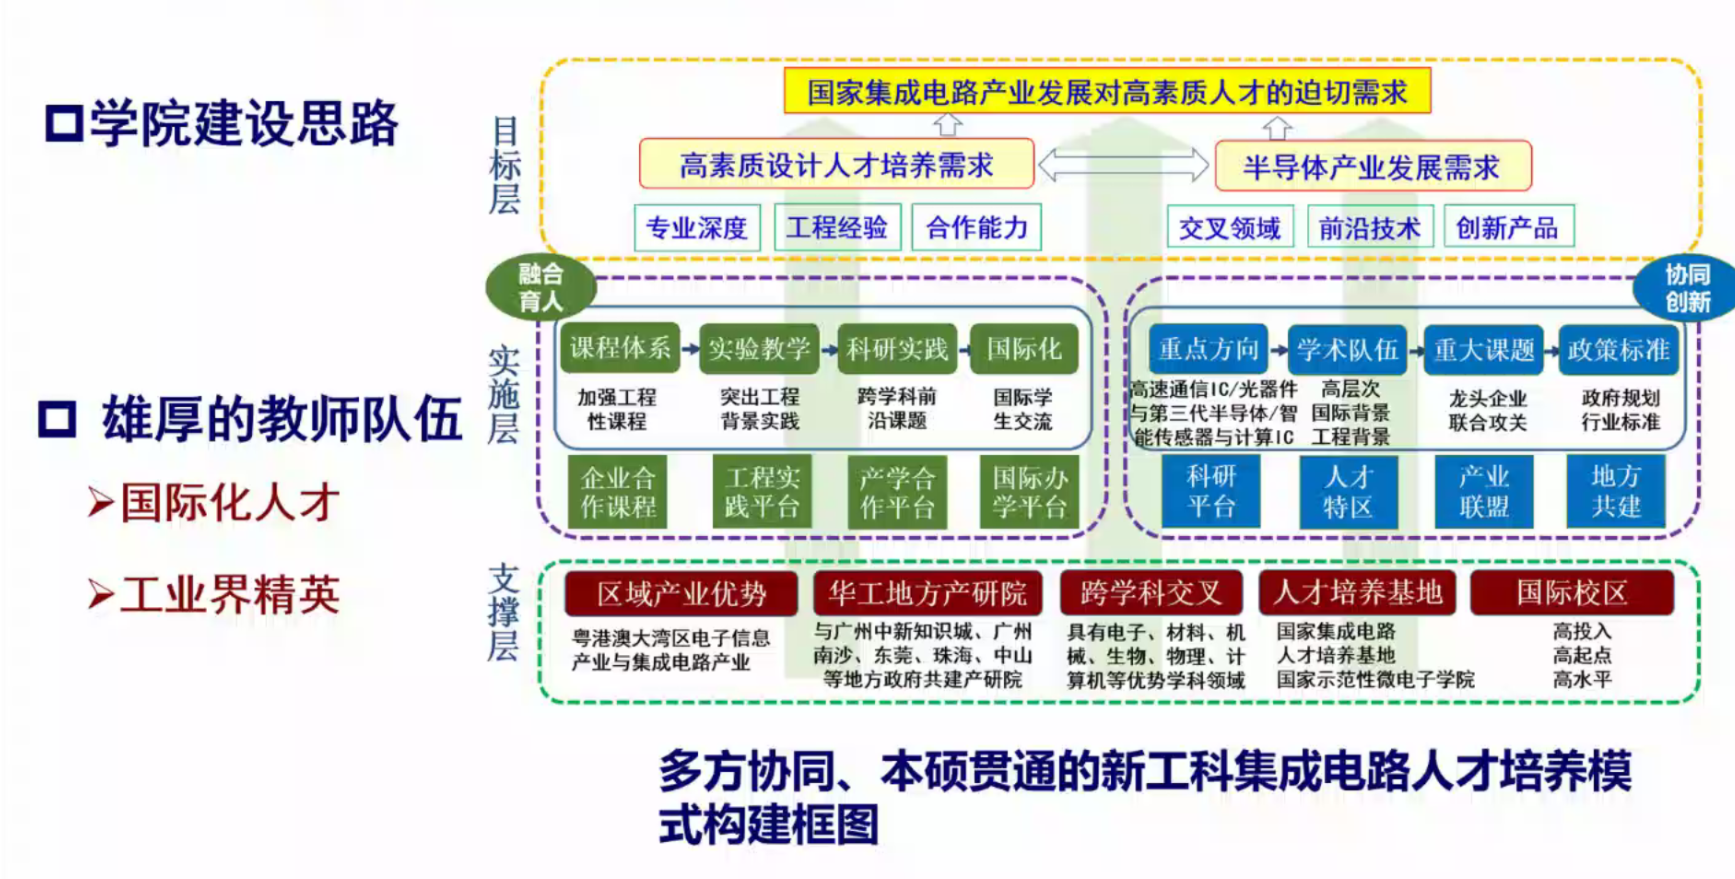 学院建设思路
雄厚的教师队伍
国际化人才
工业界精英
目标层
国家集成电路产业发展对高素质人才的迫切需求
高素质设计人才培养需求
半导体产业发展需求
专业深度
工程经验
合作能力
交叉领域
前沿技术
创新产品
实施层
融合
育人
课程体系
实验教学
科研实践
国际化
加强工程
性课程
突出工程
背景实践
跨学科前
沿课题
国际学
生交流
企业合
作课程
工程实
践平台
产学合
作平台
国际办
学平台
协同
创新
重点方向
学术队伍
重大课题
政策标准
高速通信IC/光器件
与第三代半导体/智
能传感器与计算IC
高层次
国际背景
工程背景
龙头企业
联合攻关
政府规划
行业标准
科研
平台
人才
特区
产业
联盟
地方
共建
支撑层
区域产业优势
粤港澳大湾区电子信息
产业与集成电路产业
华工地方产研院
与广州中新知识城、广州
南沙、东莞、珠海、中山
等地方政府共建产研院
跨学科交叉
具有电子、材料、机
械、生物、物理、计
算机等优势学科领域
人才培养基地
国家集成电路
人才培养基地
国家示范性微电子学院
国际校区
高投入
高起点
高水平
多方协同、本硕贯通的新工科集成电路人才培养模
式构建框图